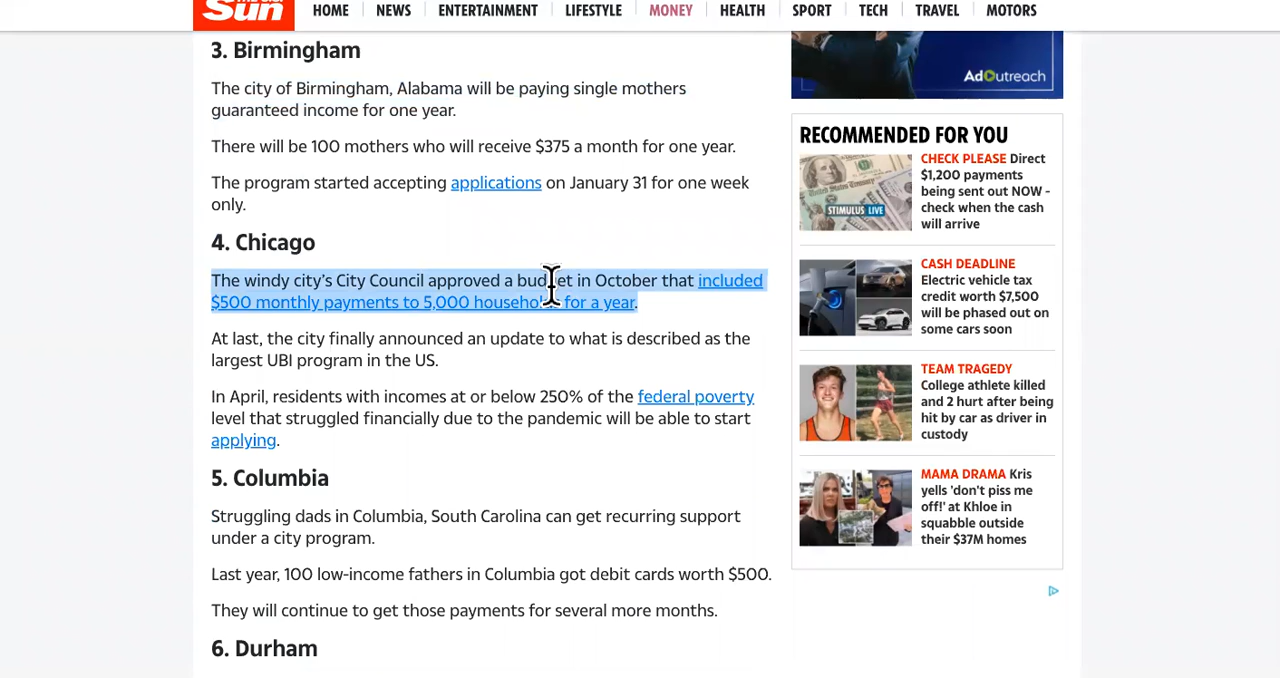 Sun
HOME
NEWS
ENTERTAINMENT
LIFESTYLE
MONEY
HEALTH
SPORT
TECH
TRAVEL
MOTORS
3. Birmingham
The city of Birmingham, Alabama will be paying single mothers
guaranteed income for one year.
There will be 100 mothers who will receive $375 a month for one year.
The program started accepting applications on January 31 for one week
only.
4. Chicago
The windy city's City Council approved a budget in October that included
$500 monthly payments to 5,000 households for a year.
At last, the city finally announced an update to what is described as the
largest UBI program in the US.
In April, residents with incomes at or below 250% of the federal poverty
level that struggled financially due to the pandemic will be able to start
applying.
5. Columbia
Struggling dads in Columbia, South Carolina can get recurring support
under a city program.
Last year, 100 low-income fathers in Columbia got debit cards worth $500.
They will continue to get those payments for several more months.
6. Durham
AdOutreach
RECOMMENDED FOR YOU
STIMULUS LIVE
CHECK PLEASE Direct
$1,200 payments
being sent out NOW -
check when the cash
will arrive
CASH DEADLINE
Electric vehicle tax
credit worth $7,500
will be phased out on
some cars soon
TEAM TRAGEDY
College athlete killed
and 2 hurt after being
hit by car as driver in
custody
MAMA DRAMA Kris
yells 'don't piss me
off!' at Khloe in
squabble outside
their $37M homes